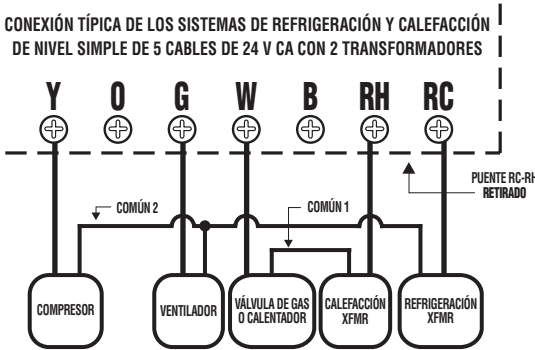 CONEXIÓN TÍPICA DE LOS SISTEMAS DE REFRIGERACIÓN Y CALEFACCIÓN
DE NIVEL SIMPLE DE 5 CABLES DE 24 V CA CON 2 TRANSFORMADORES
Y O G W B RH RC
PUENTE RC-RH
RETIRADO
COMÚN 2
COMÚN 1
COMPRESOR
VENTILADOR
VÁLVULA DE GAS
O CALENTADOR
CALEFACCIÓN
XFMR
REFRIGERACIÓN
XFMR